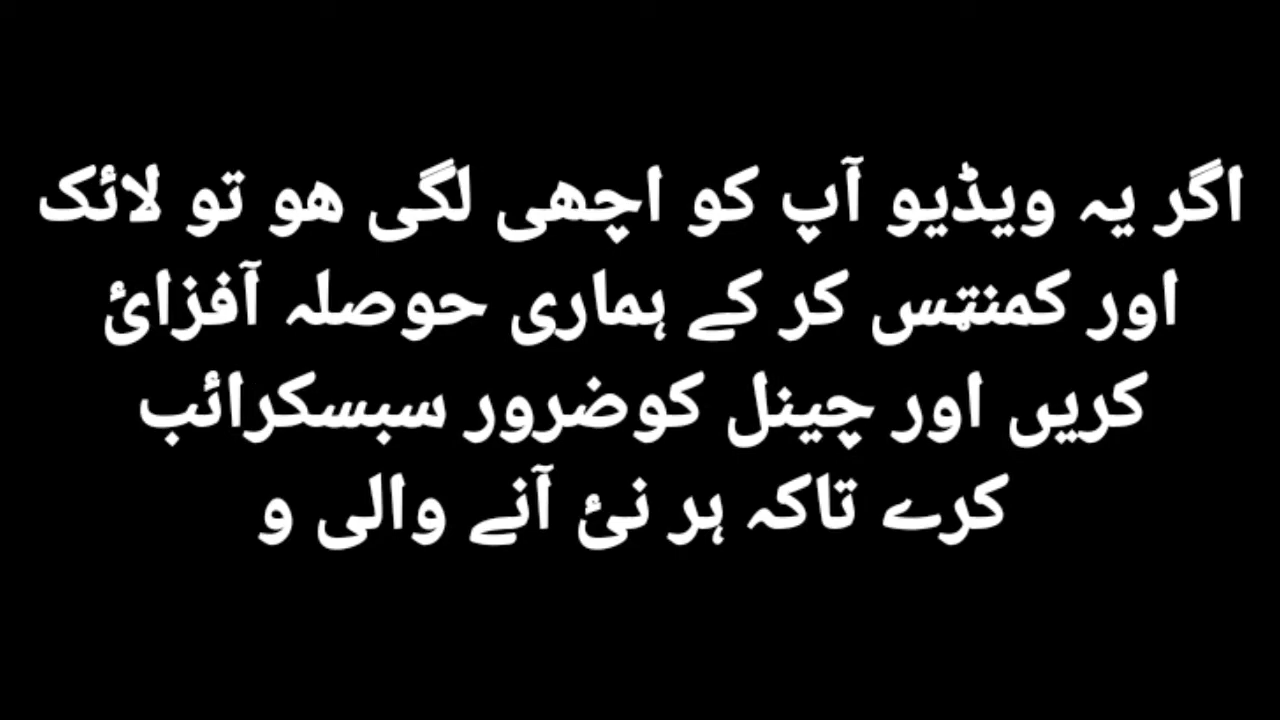 اگر یہ ویڈیو آپ کو اچھی لگی ھو تو لائک
اور کمنٹس کر کے ہماری حوصلہ آفزائ
کریں اور چینل کوضرور سبسکرائب
کرے تاکہ ہر نئ آنے والی و